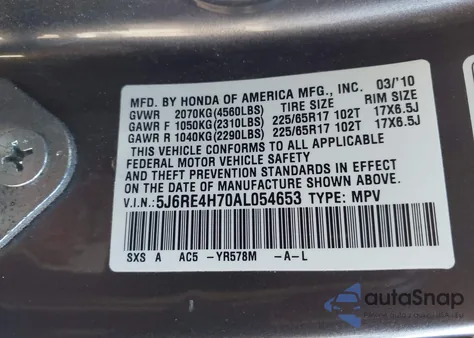 MFD. BY HONDA OF AMERICA MFG., INC. 03/'10
GVWR 2070KG(4560LBS) TIRE SIZE RIM SIZE
GAWR F 1050KG(2310LBS) 225/65R17 102T 17X6.5J
GAWR R 1040KG(2290LBS) 225/65R17 102T 17X6.5J
THIS VEHICLE CONFORMS TO ALL APPLICABLE
FEDERAL MOTOR VEHICLE SAFETY
AND THEFT PREVENTION STANDARDS IN EFFECT
ON THE DATE OF MANUFACTURE SHOWN ABOVE.
V.I.N: 5J6RE4H70AL054653 TYPE: MPV
SXS A AC5 -YR578M -A-L
autoSnap